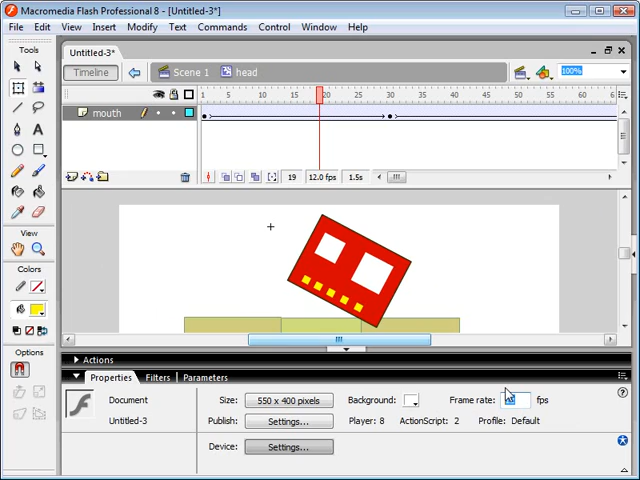 Macromedia Flash Professional 8 - [Untitled-3*]
File Edit View Insert Modify Text Commands Control Window Help
Tools
Untitled-3*
Timeline Scene 1 head 100%
1 5 10 15 20 25 30 35 40 45 50 55 60
mouth
19 12.0 fps 1.5s
View
Colors
Options
Actions
Properties Filters Parameters
Document Size: 550 x 400 pixels Background: Frame rate: fps
Untitled-3 Publish: Settings... Player: 8 ActionScript: 2 Profile: Default
Device: Settings...